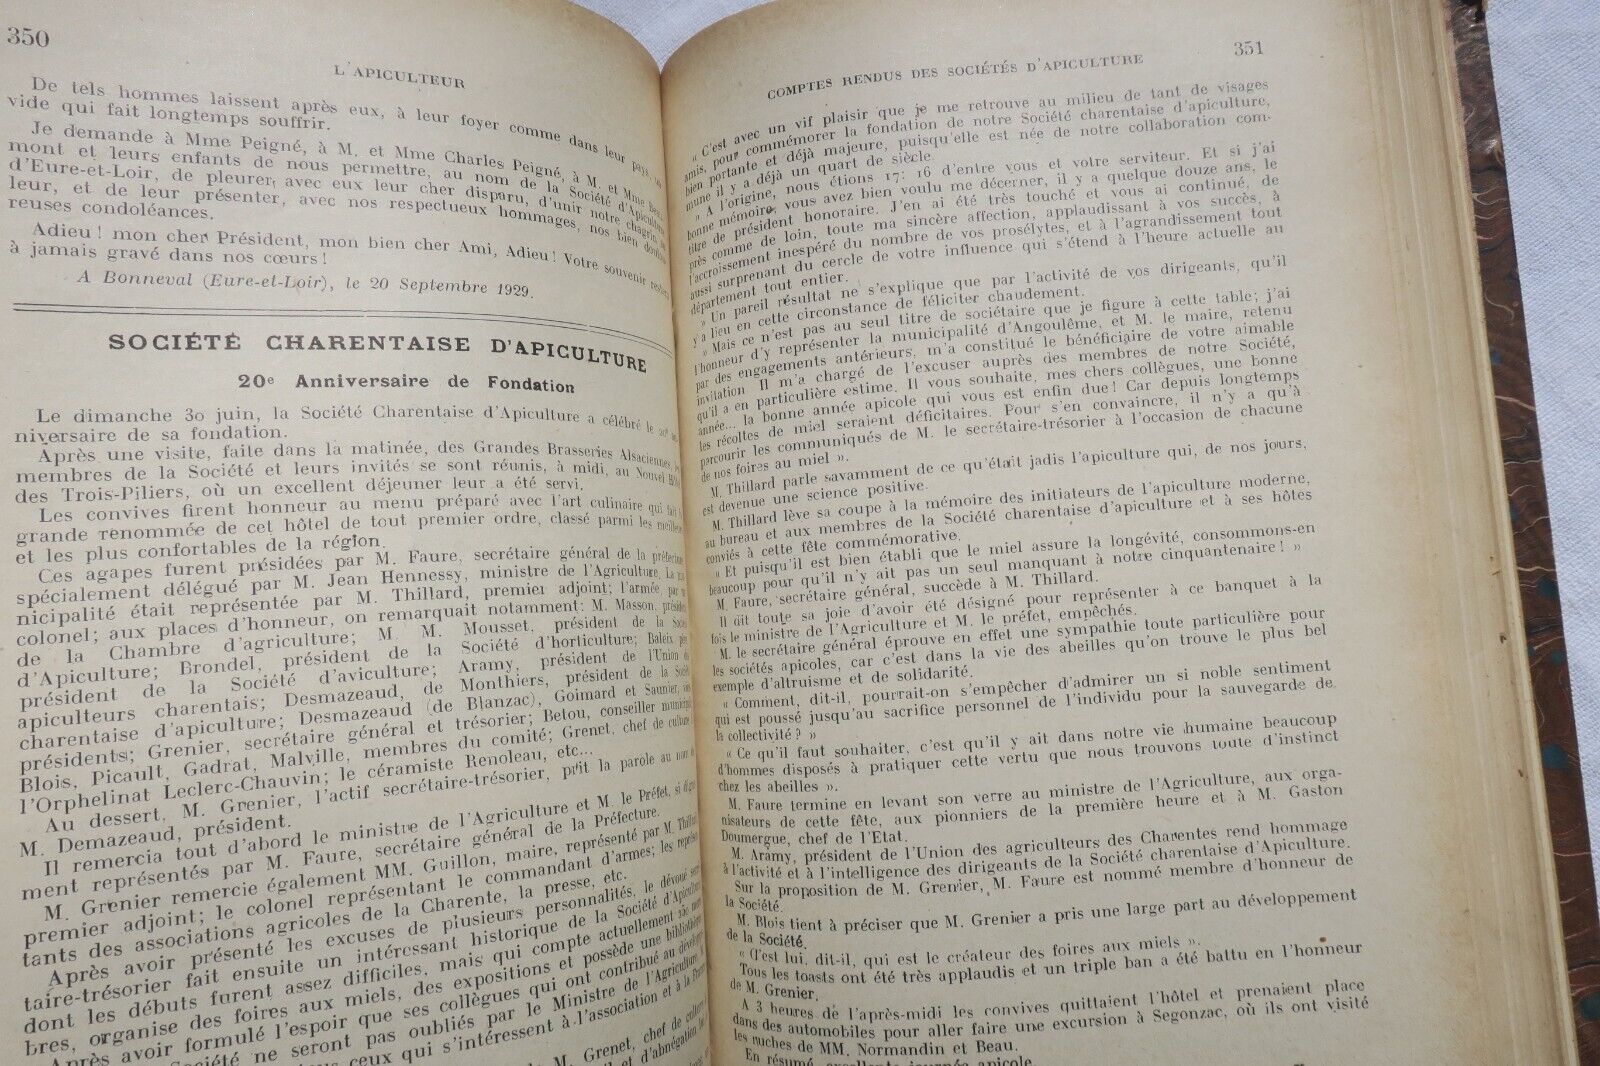 350
L'APICULTEUR
De tels hommes laissent après eux, à leur foyer comme dans leur pays, un
vide qui fait longtemps souffrir.
Je demande à Mme Peigné, à M. et Mme Charles Peigné, à M. et Mme
mont et leurs enfants de nous permettre, au nom de la Société d'Apiculture
d'Eure-et-Loir, de pleurer avec eux leur cher disparu, d'unir notre chagrin
leur, et de leur présenter, avec nos respectueux hommages, nos bien
reuses condoléances.
Adieu ! mon cher Président, mon bien cher Ami, Adieu ! Votre souvenir restera
à jamais gravé dans nos cœurs !
A Bonneval (Eure-et-Loir), le 20 Septembre 1929.
SOCIÉTÉ CHARENTAISE D'APICULTURE
20e Anniversaire de Fondation
Le dimanche 30 juin, la Société Charentaise d'Apiculture a célébré le 20e
niversaire de sa fondation.
Après une visite, faite dans la matinée, des Grandes Brasseries Alsaciennes,
membres de la Société et leurs invités se sont réunis, à midi, au Nouvel
des Trois-Piliers, où un excellent déjeuner leur a été servi.
Les convives firent honneur au menu préparé avec l'art culinaire qui fait
grande renommée de cet hôtel de tout premier ordre, classé parmi les meilleurs
et les plus confortables de la région.
Ces agapes furent présidées par M. Faure, secrétaire général de la préfecture
spécialement délégué par M. Jean Hennessy, ministre de l'Agriculture. La
nicipalité était représentée par M. Thillard, premier adjoint; l'armée par
colonel; aux places d'honneur, on remarquait notamment: M. Masson, président
de la Chambre d'agriculture; M. M. Mousset, président de la
d'Apiculture; Brondel, président de la Société d'horticulture; Baleix
président de la Société d'aviculture; Aramy, président de l'Union
apiculteurs charentais; Desmazeaud, de Monthiers, président de la
charentaise d'apiculture; Desmazeaud (de Blanzac), Goimard et Saunier,
présidents; Grenier, secrétaire général et trésorier; Betou, conseiller municipal
Blois, Picault, Gadrat, Malville, membres du comité; Grenet, chef de culture
l'Orphelinat Leclerc-Chauvin; le céramiste Renoleau, etc...
Au dessert, M. Grenier, l'actif secrétaire-trésorier, prit la parole au nom
M. Demazeaud, président.
Il remercia tout d'abord le ministre de l'Agriculture et M. le Préfet, si
ment représentés par M. Faure, secrétaire général de la Préfecture.
M. Grenier remercie également MM. Guillon, maire, représenté par M. Thillard
premier adjoint; le colonel représentant le commandant d'armes; les
tants des associations agricoles de la Charente, la presse, etc.
Après avoir présenté les excuses de plusieurs personnalités, le dévoué
taire-trésorier fait ensuite un intéressant historique de la Société d'Apiculture
dont les débuts furent assez difficiles, mais qui compte actuellement
bres, organise des foires aux miels, des expositions et possède une bibliothèque
Après avoir formulé l'espoir que ses collègues qui ont contribué au
Société ne seront pas oubliés par le Ministre de l'Agriculture
ceux qui s'intéressent à l'association et à la
M. Grenet, chef de culture
et d'abnégation
351
COMPTES RENDUS DES SOCIÉTÉS D'APICULTURE
« C'est avec un vif plaisir que je me retrouve au milieu de tant de visages
amis, pour commémorer la fondation de notre Société charentaise d'apiculture,
bien portante et déjà majeure, puisqu'elle est née de notre collaboration com-
mune il y a déjà un quart de siècle.
» A l'origine, nous étions 17: 16 d'entre vous et votre serviteur. Et si j'ai
bonne mémoire, vous avez bien voulu me décerner, il y a quelque douze ans, le
titre de président honoraire. J'en ai été très touché et vous ai continué, de
près comme de loin, toute ma sincère affection, applaudissant à vos succès, à
l'accroissement inespéré du nombre de vos prosélytes, et à l'agrandissement tout
aussi surprenant du cercle de votre influence qui s'étend à l'heure actuelle au
département tout entier.
» Un pareil résultat ne s'explique que par l'activité de vos dirigeants, qu'il
y a lieu en cette circonstance de féliciter chaudement.
» Mais ce n'est pas au seul titre de sociétaire que je figure à cette table; j'ai
l'honneur d'y représenter la municipalité d'Angoulême, et M. le maire, retenu
par des engagements antérieurs, m'a constitué le bénéficiaire de votre aimable
invitation Il m'a chargé de l'excuser auprès des membres de notre Société,
qu'il a en particulière estime. Il vous souhaite, mes chers collègues, une bonne
année... la bonne année apicole qui vous est enfin due ! Car depuis longtemps
les récoltes de miel seraient déficitaires. Pour s'en convaincre, il n'y a qu'à
parcourir les communiqués de M. le secrétaire-trésorier à l'occasion de chacune
de nos foires au miel ».
M. Thillard parle savamment de ce qu'était jadis l'apiculture qui, de nos jours,
est devenue une science positive.
M. Thillard lève sa coupe à la mémoire des initiateurs de l'apiculture moderne,
au bureau et aux membres de la Société charentaise d'apiculture et à ses hôtes
conviés à cette fête commémorative.
« Et puisqu'il est bien établi que le miel assure la longévité, consommons-en
beaucoup pour qu'il n'y ait pas un seul manquant à notre cinquantenaire ! »
M. Faure, secrétaire général, succède à M. Thillard.
Il dit toute sa joie d'avoir été désigné pour représenter à ce banquet à la
fois le ministre de l'Agriculture et M. le préfet, empêchés.
M. le secrétaire général éprouve en effet une sympathie toute particulière pour
les sociétés apicoles, car c'est dans la vie des abeilles qu'on trouve le plus bel
exemple d'altruisme et de solidarité.
« Comment, dit-il, pourrait-on s'empêcher d'admirer un si noble sentiment
qui est poussé jusqu'au sacrifice personnel de l'individu pour la sauvegarde de
la collectivité ? »
« Ce qu'il faut souhaiter, c'est qu'il y ait dans notre vie humaine beaucoup
d'hommes disposés à pratiquer cette vertu que nous trouvons toute d'instinct
chez les abeilles ».
M. Faure termine en levant son verre au ministre de l'Agriculture, aux orga-
nisateurs de cette fête, aux pionniers de la première heure et à M. Gaston
Doumergue, chef de l'Etat.
M. Aramy, président de l'Union des agriculteurs des Charentes rend hommage
à l'activité et à l'intelligence des dirigeants de la Société charentaise d'Apiculture.
Sur la proposition de M. Grenier, M. Faure est nommé membre d'honneur de
la Société.
M. Blois tient à préciser que M. Grenier a pris une large part au développement
de la Société.
« C'est lui, dit-il, qui est le créateur des foires aux miels ».
Tous les toasts ont été très applaudis et un triple ban a été battu en l'honneur
de M. Grenier.
A 3 heures de l'après-midi les convives quittaient l'hôtel et prenaient place
dans des automobiles pour aller faire une excursion à Segonzac, où ils ont visité
les ruches de MM. Normandin et Beau.
En résumé, excellente journée apicole.